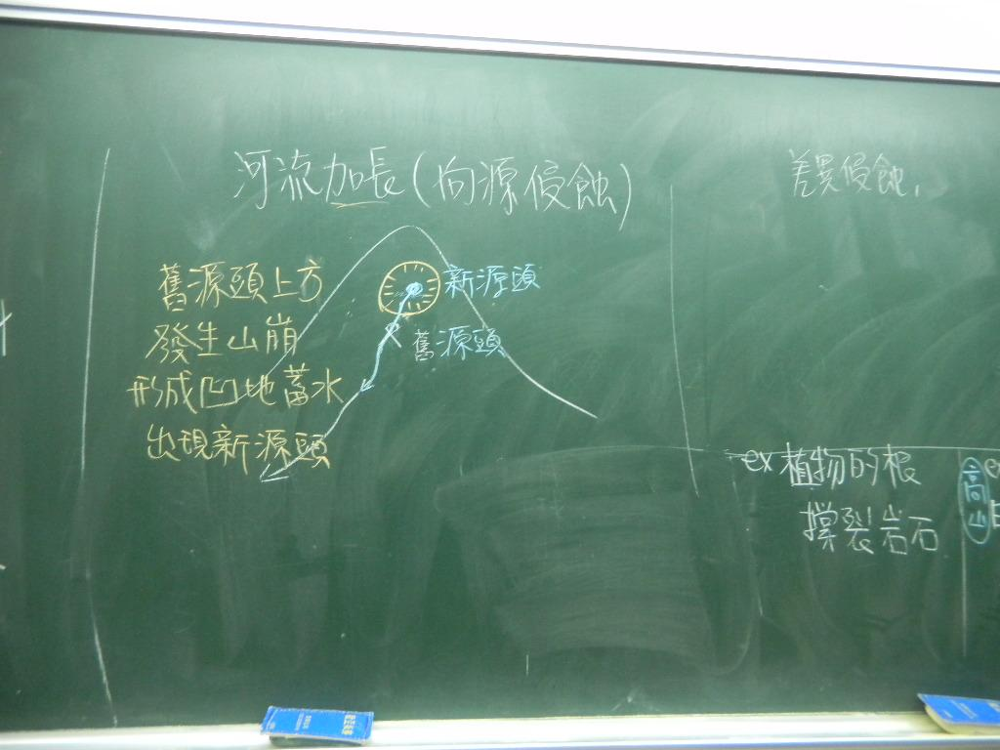 河流加長(向源侵蝕)
舊源頭上方
發生山崩
形成凹地蓄水
出現新源頭
新源頭
舊源頭
差異侵蝕
ex 植物的根
撐裂岩石
高山